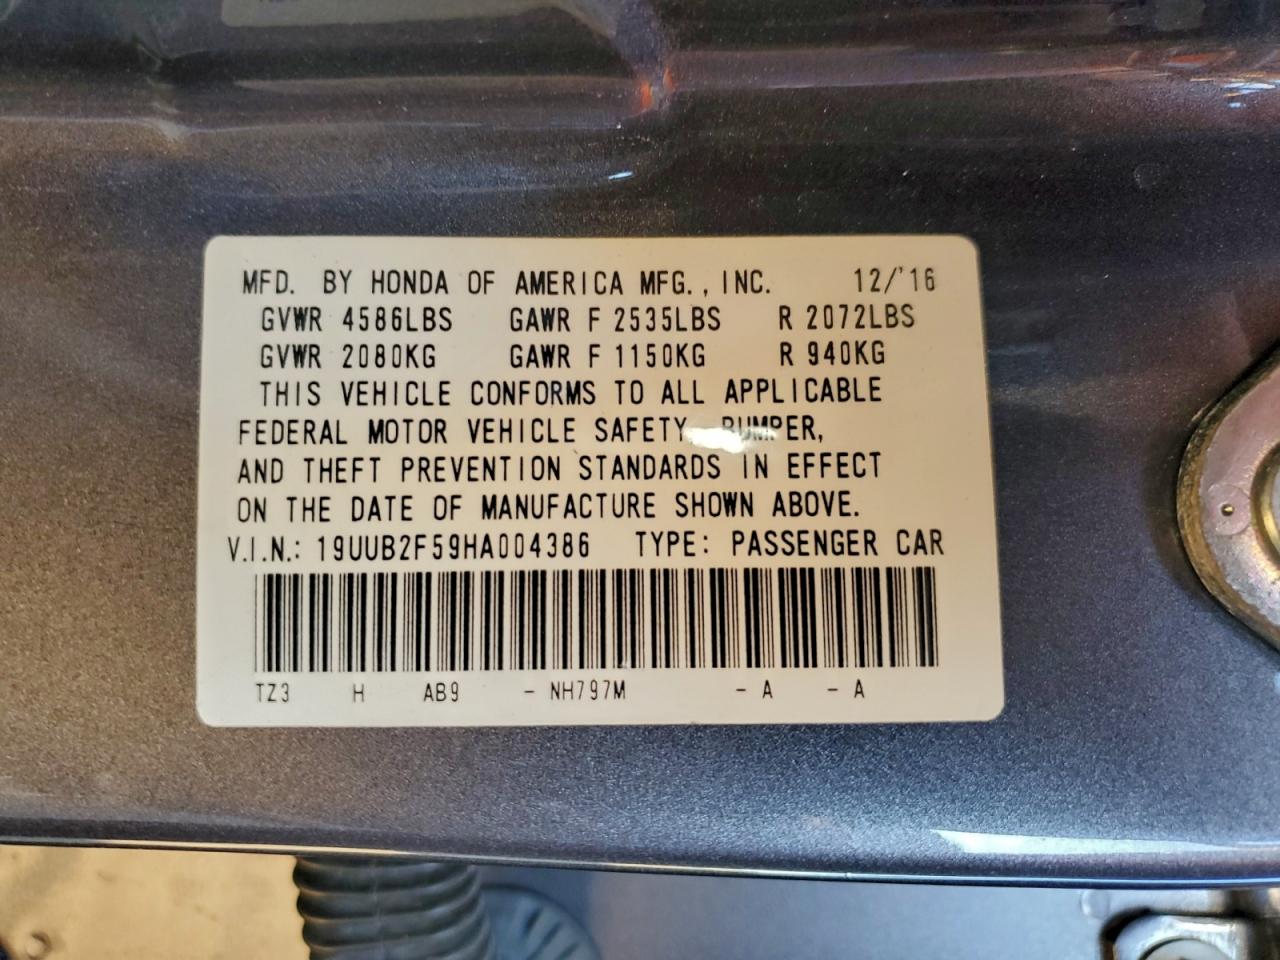 MFD. BY HONDA OF AMERICA MFG., INC. 12/'16
GVWR 4586LBS GAWR F 2535LBS R 2072LBS
GVWR 2080KG GAWR F 1150KG R 940KG
THIS VEHICLE CONFORMS TO ALL APPLICABLE
FEDERAL MOTOR VEHICLE SAFETY, BUMPER,
AND THEFT PREVENTION STANDARDS IN EFFECT
ON THE DATE OF MANUFACTURE SHOWN ABOVE.
V.I.N.: 19UUB2F59HA004386 TYPE: PASSENGER CAR
TZ3 H AB9 - NH797M - A - A